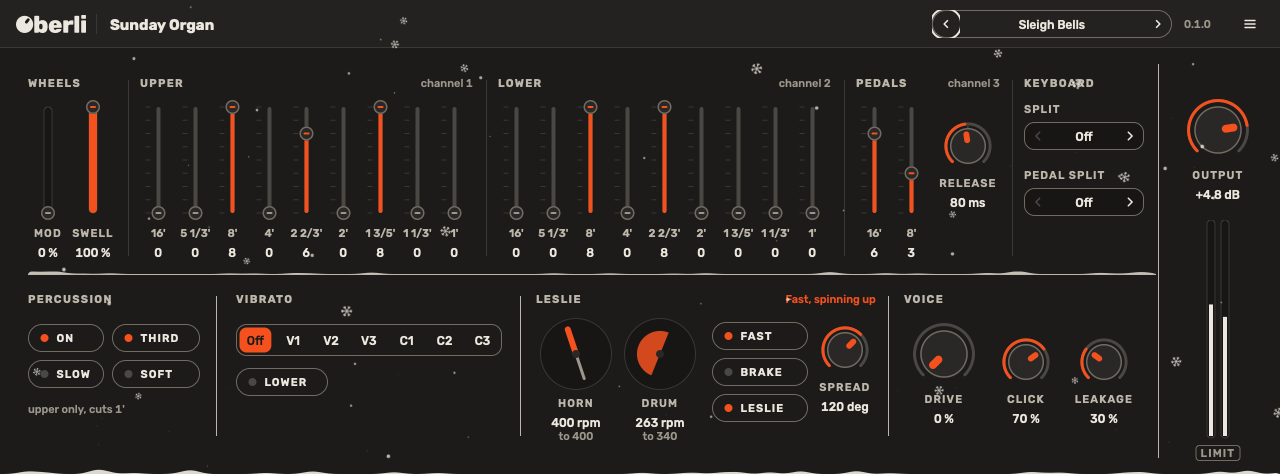 Oberli
Sunday Organ
Sleigh Bells
0.1.0
WHEELS
MOD SWELL
0 % 100 %
UPPER channel 1
16' 5 1/3' 8' 4' 2 2/3' 2' 1 3/5' 1 1/3' 1'
0 0 8 0 6 0 8 0 0
LOWER channel 2
16' 5 1/3' 8' 4' 2 2/3' 2' 1 3/5' 1 1/3' 1'
0 0 8 0 8 0 0 0 0
PEDALS channel 3
16' 8'
6 3
RELEASE
80 ms
KEYBOARD
SPLIT
Off
PEDAL SPLIT
Off
OUTPUT
+4.8 dB
LIMIT
PERCUSSION
ON THIRD
SLOW SOFT
upper only, cuts 1'
VIBRATO
Off V1 V2 V3 C1 C2 C3
LOWER
LESLIE Fast, spinning up
HORN DRUM
400 rpm 263 rpm
to 400 to 340
FAST
BRAKE
LESLIE
SPREAD
120 deg
VOICE
DRIVE CLICK LEAKAGE
0 % 70 % 30 %